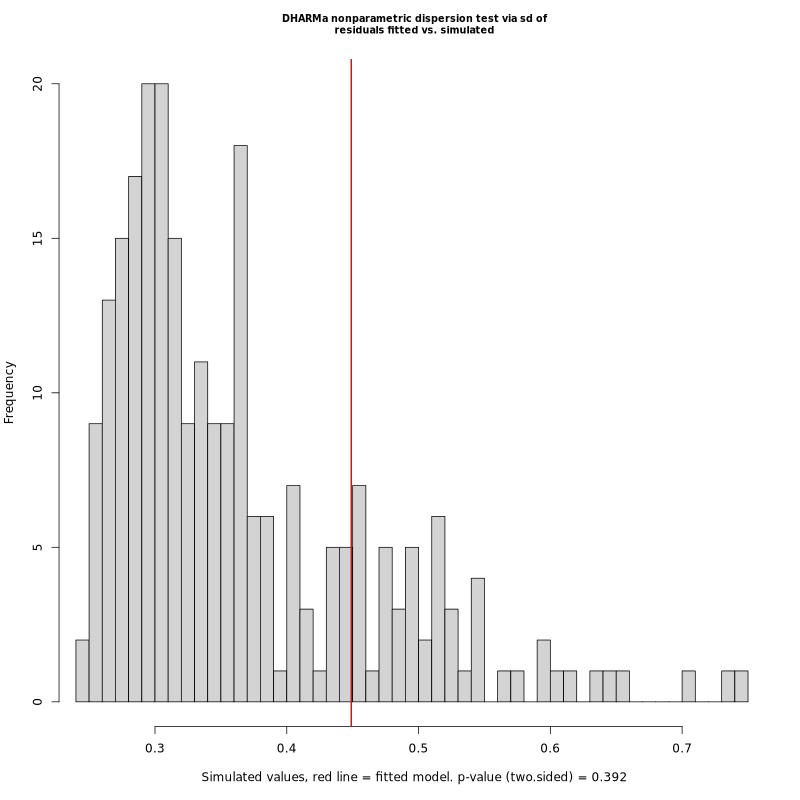 DHARMa nonparametric dispersion test via sd of
residuals fitted vs. simulated
20
15
10
5
0
Frequency
0.3 0.4 0.5 0.6 0.7
Simulated values, red line = fitted model. p-value (two.sided) = 0.392